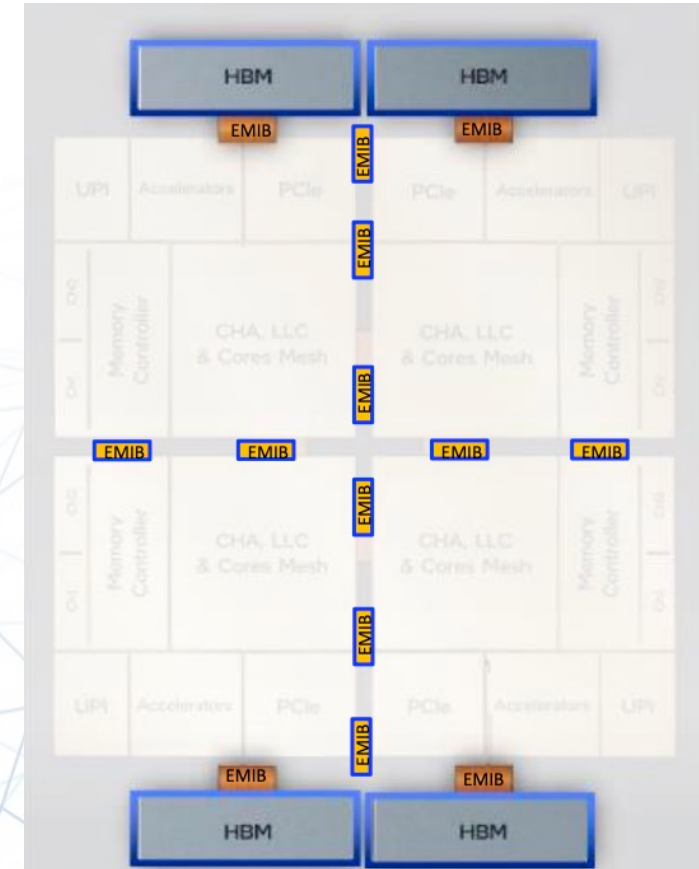 HBM HBM
EMIB EMIB
EMIB
UPI Accelerators PCIe PCIe Accelerators UPI
EMIB
Memory Controller
CHA, LLC CHA, LLC
& Cores Mesh & Cores Mesh
Memory Controller
EMIB
EMIB EMIB EMIB EMIB
EMIB
Memory Controller
CHA, LLC CHA, LLC
& Cores Mesh & Cores Mesh
Memory Controller
EMIB
UPI Accelerators PCIe PCIe Accelerators UPI
EMIB
EMIB EMIB
HBM HBM